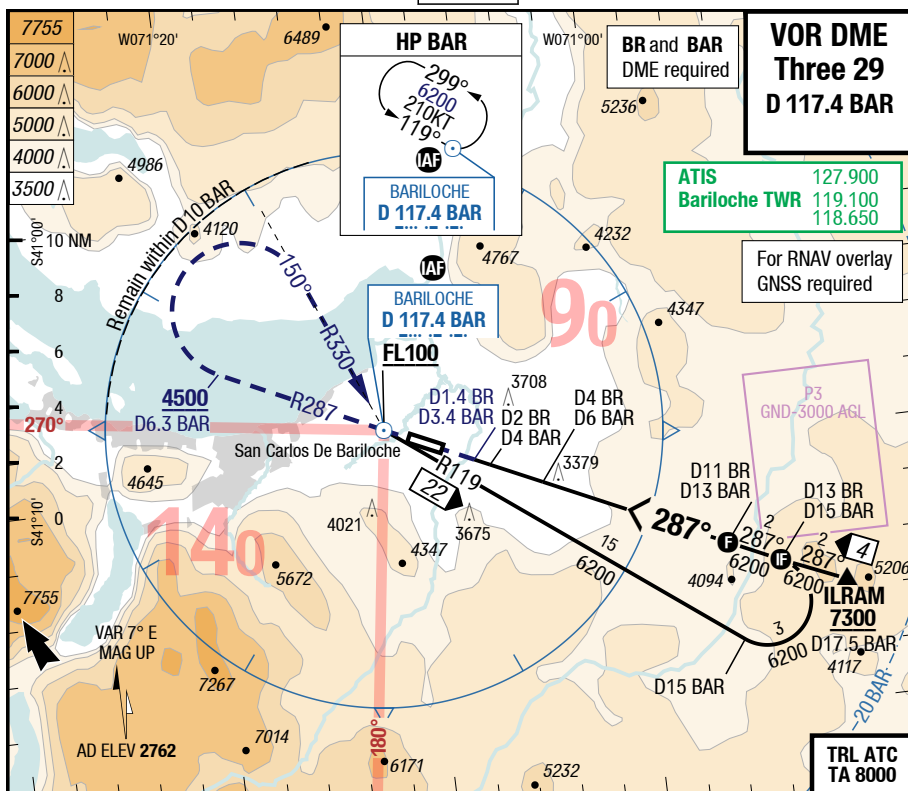 7755
7000
6000
5000
4000
3500
W071°20'
6489
HP BAR
299°
6200
210KT
119°
IAF
BARILOCHE
D 117.4 BAR
W071°00'
BR and BAR
DME required
5236
VOR DME
Three 29
D 117.4 BAR
ATIS 127.900
Bariloche TWR 119.100
118.650
For RNAV overlay
GNSS required
4986
S41°00'
10 NM
8
6
4
2
0
S41°10'
Remain within D10 BAR
4120
150°
R330
IAF
4767
4232
BARILOCHE
D 117.4 BAR
90
4347
FL100
4500
D6.3 BAR
R287
270°
San Carlos De Bariloche
D1.4 BR
D3.4 BAR
3708
D2 BR
D4 BAR
D4 BR
D6 BAR
3379
P3
GND-3000 AGL
4645
R119
22
4021
3675
4347
140
5672
287°
D11 BR
D13 BAR
F
2
287°
6200
D13 BR
D15 BAR
IF
2
287°
6200
4
5206
4094
ILRAM
7300
D17.5 BAR
4117
15
6200
3
6200
D15 BAR
20 BAR
7755
VAR 7° E
MAG UP
7267
7014
AD ELEV 2762
180°
6171
5232
TRL ATC
TA 8000